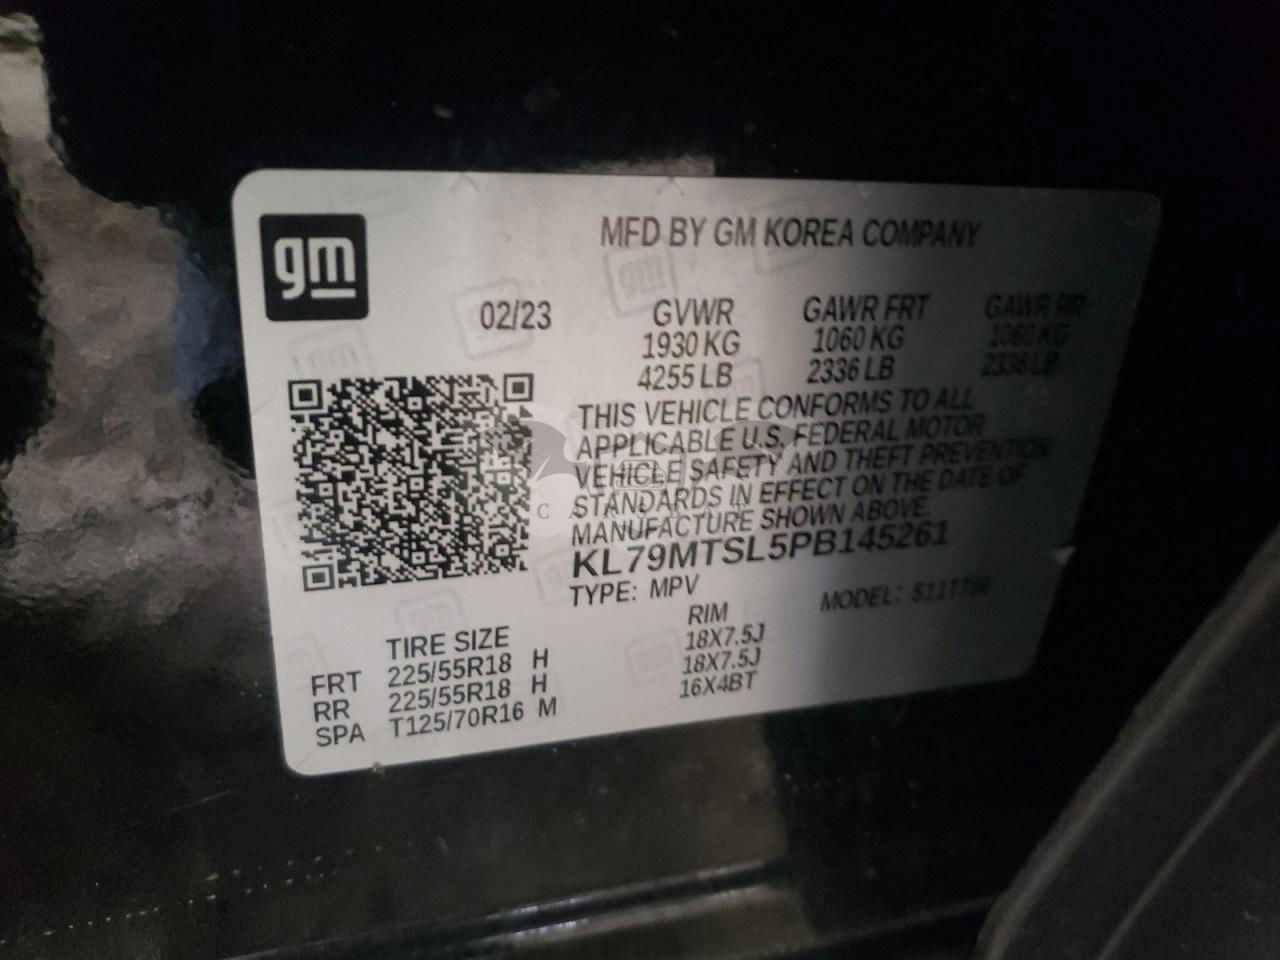 gm
MFD BY GM KOREA COMPANY
02/23 GVWR GAWR FRT GAWR RR
1930 KG 1060 KG 1060 KG
4255 LB 2336 LB 2336 LB
THIS VEHICLE CONFORMS TO ALL
APPLICABLE U.S. FEDERAL MOTOR
VEHICLE SAFETY AND THEFT PREVENTION
STANDARDS IN EFFECT ON THE DATE OF
MANUFACTURE SHOWN ABOVE.
KL79MTSL5PB145261
TYPE: MPV MODEL:
TIRE SIZE RIM
FRT 225/55R18 H 18X7.5J
RR 225/55R18 H 18X7.5J
SPA T125/70R16 M 16X4BT